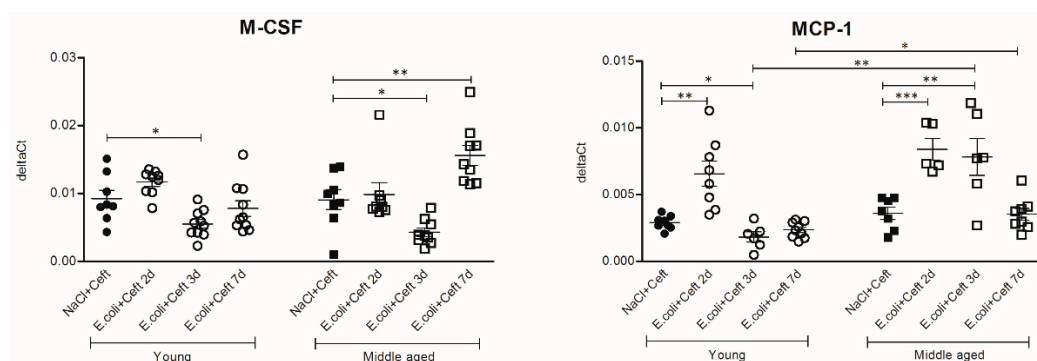 M-CSF
deltaCt
0.03
0.02
0.01
0.00
*
**
*
NaCl+Ceft
E.coli+Ceft 2d
E.coli+Ceft 3d
E.coli+Ceft 7d
NaCl+Ceft
E.coli+Ceft 2d
E.coli+Ceft 3d
E.coli+Ceft 7d
Young
Middle aged
MCP-1
deltaCt
0.015
0.010
0.005
0.000
*
**
*
**
**
***
NaCl+Ceft
E.coli+Ceft 2d
E.coli+Ceft 3d
E.coli+Ceft 7d
NaCl+Ceft
E.coli+Ceft 2d
E.coli+Ceft 3d
E.coli+Ceft 7d
Young
Middle aged